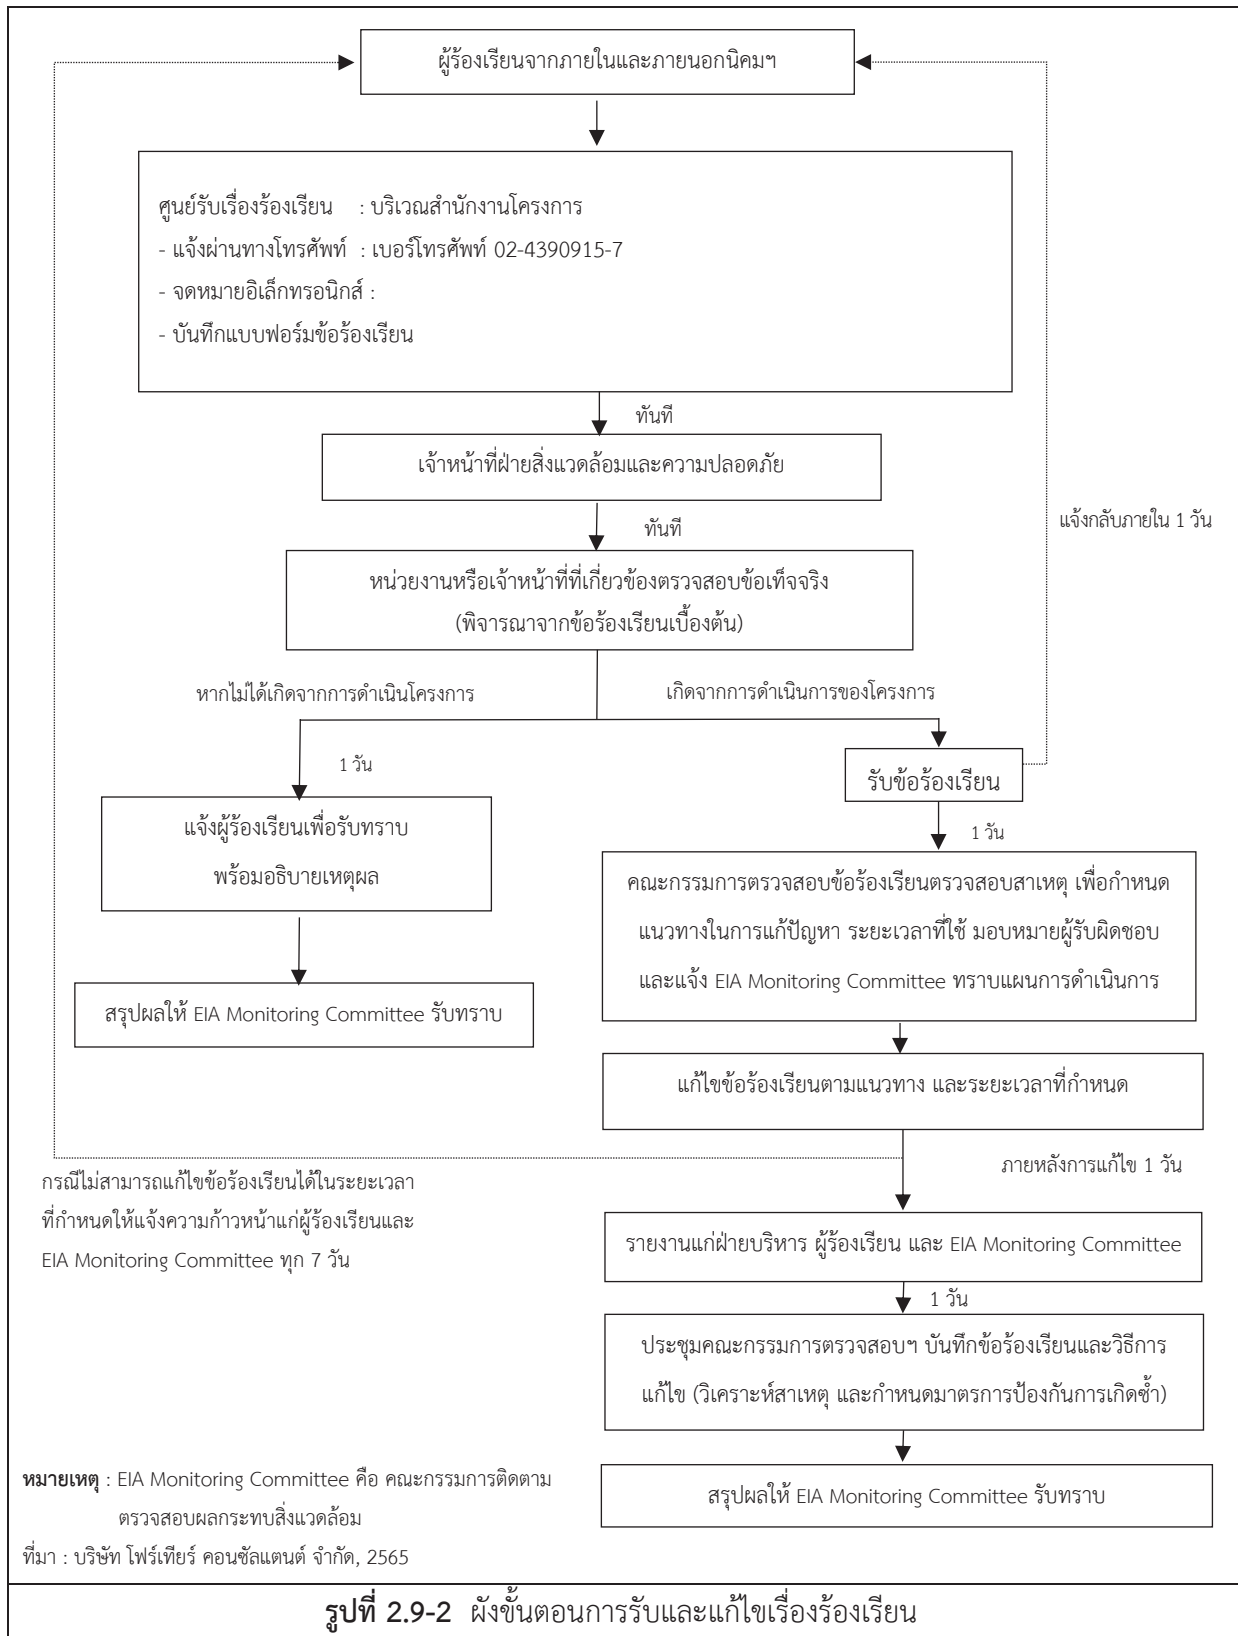 ผู้ร้องเรียนจากภายในและภายนอกนิคมฯ
ศูนย์รับเรื่องร้องเรียน : บริเวณสำนักงานโครงการ
- แจ้งผ่านทางโทรศัพท์ : เบอร์โทรศัพท์ 02-4390915-7
- จดหมายอิเล็กทรอนิกส์ :
- บันทึกแบบฟอร์มข้อร้องเรียน
ทันที
เจ้าหน้าที่ฝ่ายสิ่งแวดล้อมและความปลอดภัย
ทันที
แจ้งกลับภายใน 1 วัน
หน่วยงานหรือเจ้าหน้าที่ที่เกี่ยวข้องตรวจสอบข้อเท็จจริง
(พิจารณาจากข้อร้องเรียนเบื้องต้น)
หากไม่ได้เกิดจากการดำเนินโครงการ
เกิดจากการดำเนินการของโครงการ
1 วัน
รับข้อร้องเรียน
แจ้งผู้ร้องเรียนเพื่อรับทราบ
พร้อมอธิบายเหตุผล
1 วัน
คณะกรรมการตรวจสอบข้อร้องเรียนตรวจสอบสาเหตุ เพื่อกำหนด
แนวทางในการแก้ปัญหา ระยะเวลาที่ใช้ มอบหมายผู้รับผิดชอบ
และแจ้ง EIA Monitoring Committee ทราบแผนการดำเนินการ
สรุปผลให้ EIA Monitoring Committee รับทราบ
แก้ไขข้อร้องเรียนตามแนวทาง และระยะเวลาที่กำหนด
ภายหลังการแก้ไข 1 วัน
กรณีไม่สามารถแก้ไขข้อร้องเรียนได้ในระยะเวลา
ที่กำหนดให้แจ้งความก้าวหน้าแก่ผู้ร้องเรียนและ
EIA Monitoring Committee ทุก 7 วัน
รายงานแก่ฝ่ายบริหาร ผู้ร้องเรียน และ EIA Monitoring Committee
1 วัน
ประชุมคณะกรรมการตรวจสอบฯ บันทึกข้อร้องเรียนและวิธีการ
แก้ไข (วิเคราะห์สาเหตุ และกำหนดมาตรการป้องกันการเกิดซ้ำ)
สรุปผลให้ EIA Monitoring Committee รับทราบ
หมายเหตุ : EIA Monitoring Committee คือ คณะกรรมการติดตาม
ตรวจสอบผลกระทบสิ่งแวดล้อม
ที่มา : บริษัท โฟร์เทียร์ คอนซัลแตนต์ จำกัด, 2565
รูปที่ 2.9-2 ผังขั้นตอนการรับและแก้ไขเรื่องร้องเรียน